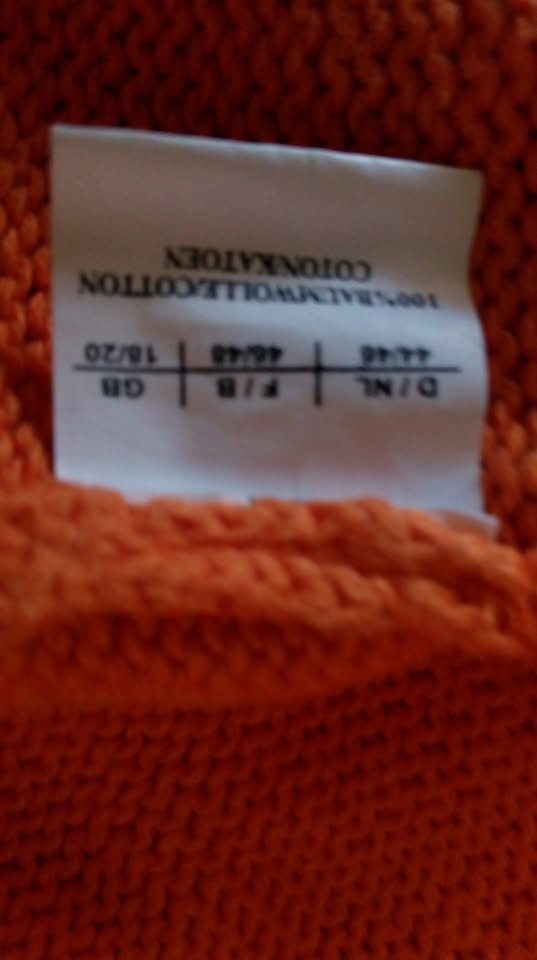 D / NL | F / B | GB
44/46 | 46/48 | 18/20
100%BAUMWOLLE/COTTON
COTON/KATOEN